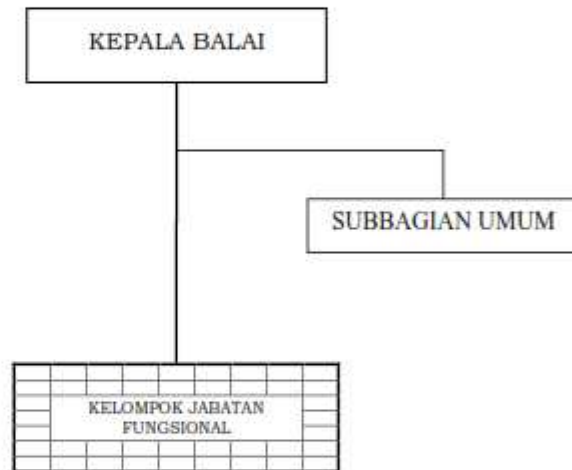 KEPALA BALAI
SUBBAGIAN UMUM
KELOMPOK JABATAN
FUNGSIONAL